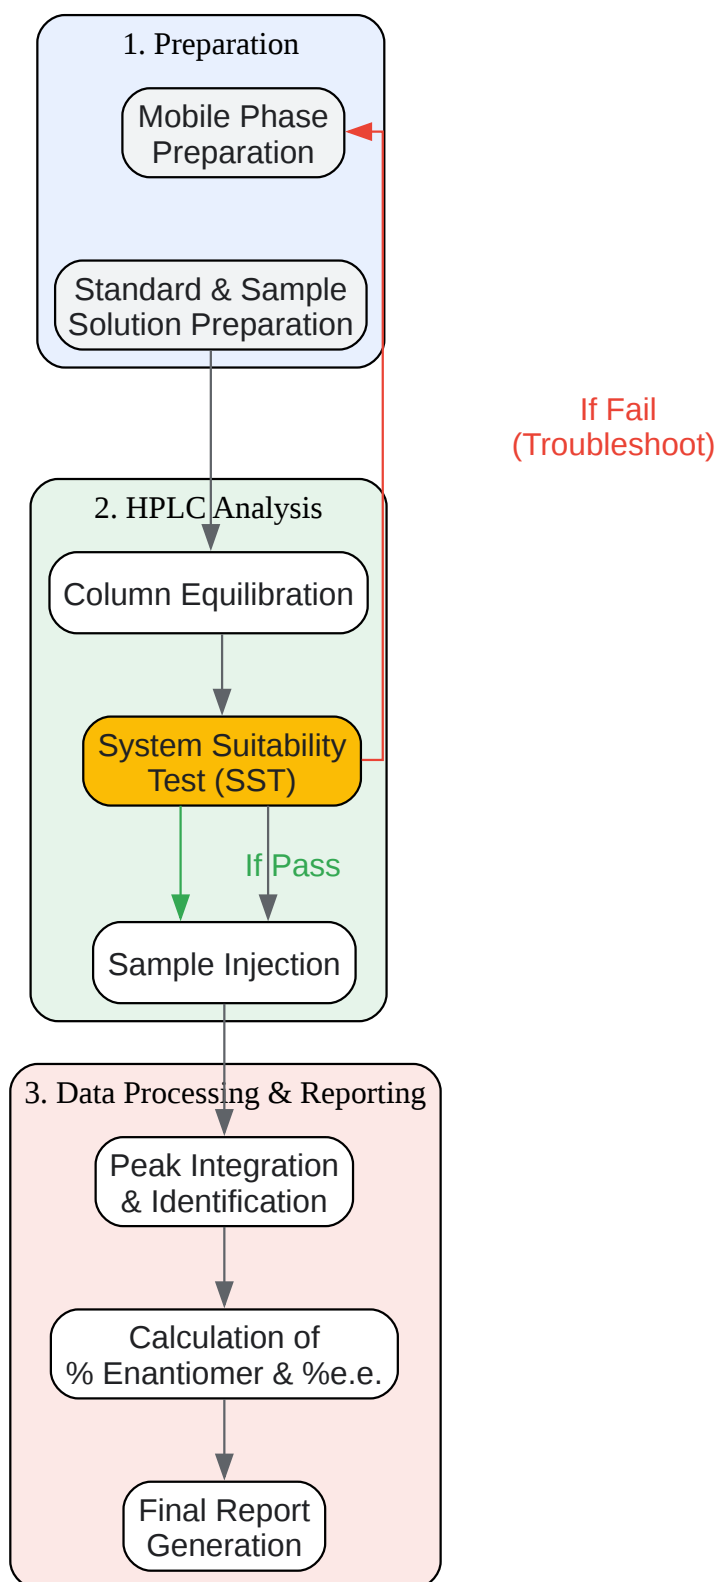 1. Preparation
Mobile Phase
Preparation
Standard & Sample
Solution Preparation
If Fail
(Troubleshoot)
2. HPLC Analysis
Column Equilibration
System Suitability
Test (SST)
If Pass
Sample Injection
3. Data Processing & Reporting
Peak Integration
& Identification
Calculation of
% Enantiomer & %e.e.
Final Report
Generation